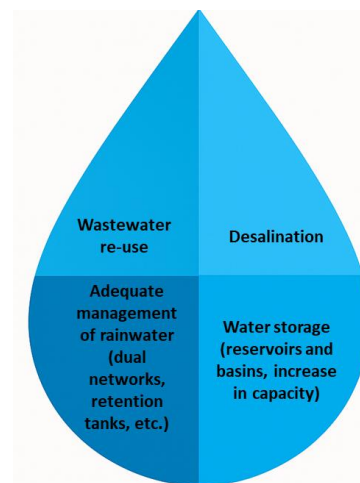 Wastewater
re-use
Desalination
Adequate
management
of rainwater
(dual
networks,
retention
tanks, etc.)
Water storage
(reservoirs and
basins, increase
in capacity)